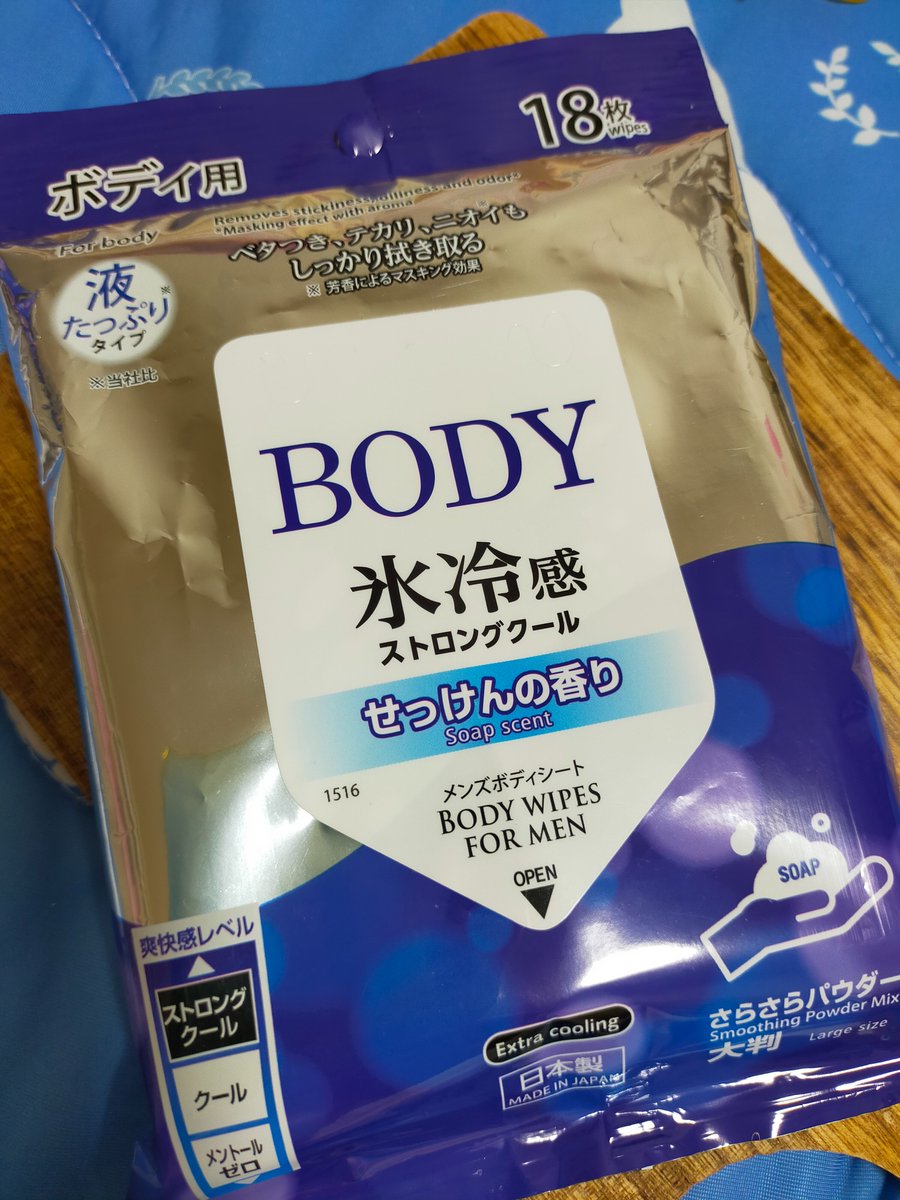 18枚
wipes
ボディ用
For body
Removes stickiness, oiliness and odor*
*Masking effect with aroma
ベタつき、テカリ、ニオイ※も
しっかり拭き取る
※ 芳香によるマスキング効果
液
たっぷり※
タイプ
※当社比
BODY
氷冷感
ストロングクール
せっけんの香り
Soap scent
1516
メンズボディシート
BODY WIPES
FOR MEN
OPEN
SOAP
爽快感レベル
ストロング
クール
クール
メントール
ゼロ
Extra cooling
日本製
MADE IN JAPAN
さらさらパウダー
Smoothing Powder Mix
大判 Large size